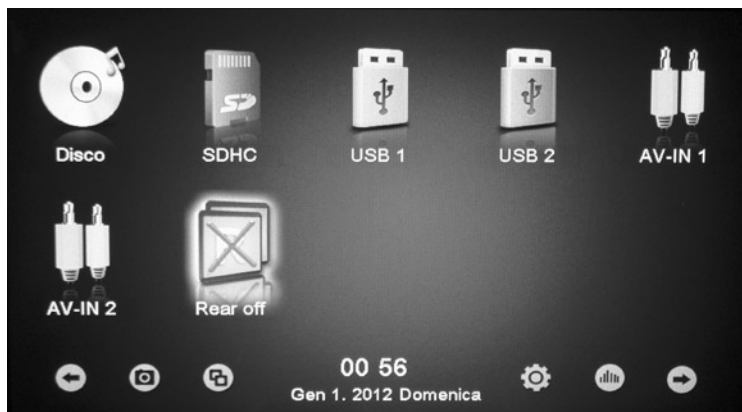 Disco
SDHC
USB 1
USB 2
AV-IN 1
AV-IN 2
Rear off
00 56
Gen 1. 2012 Domenica